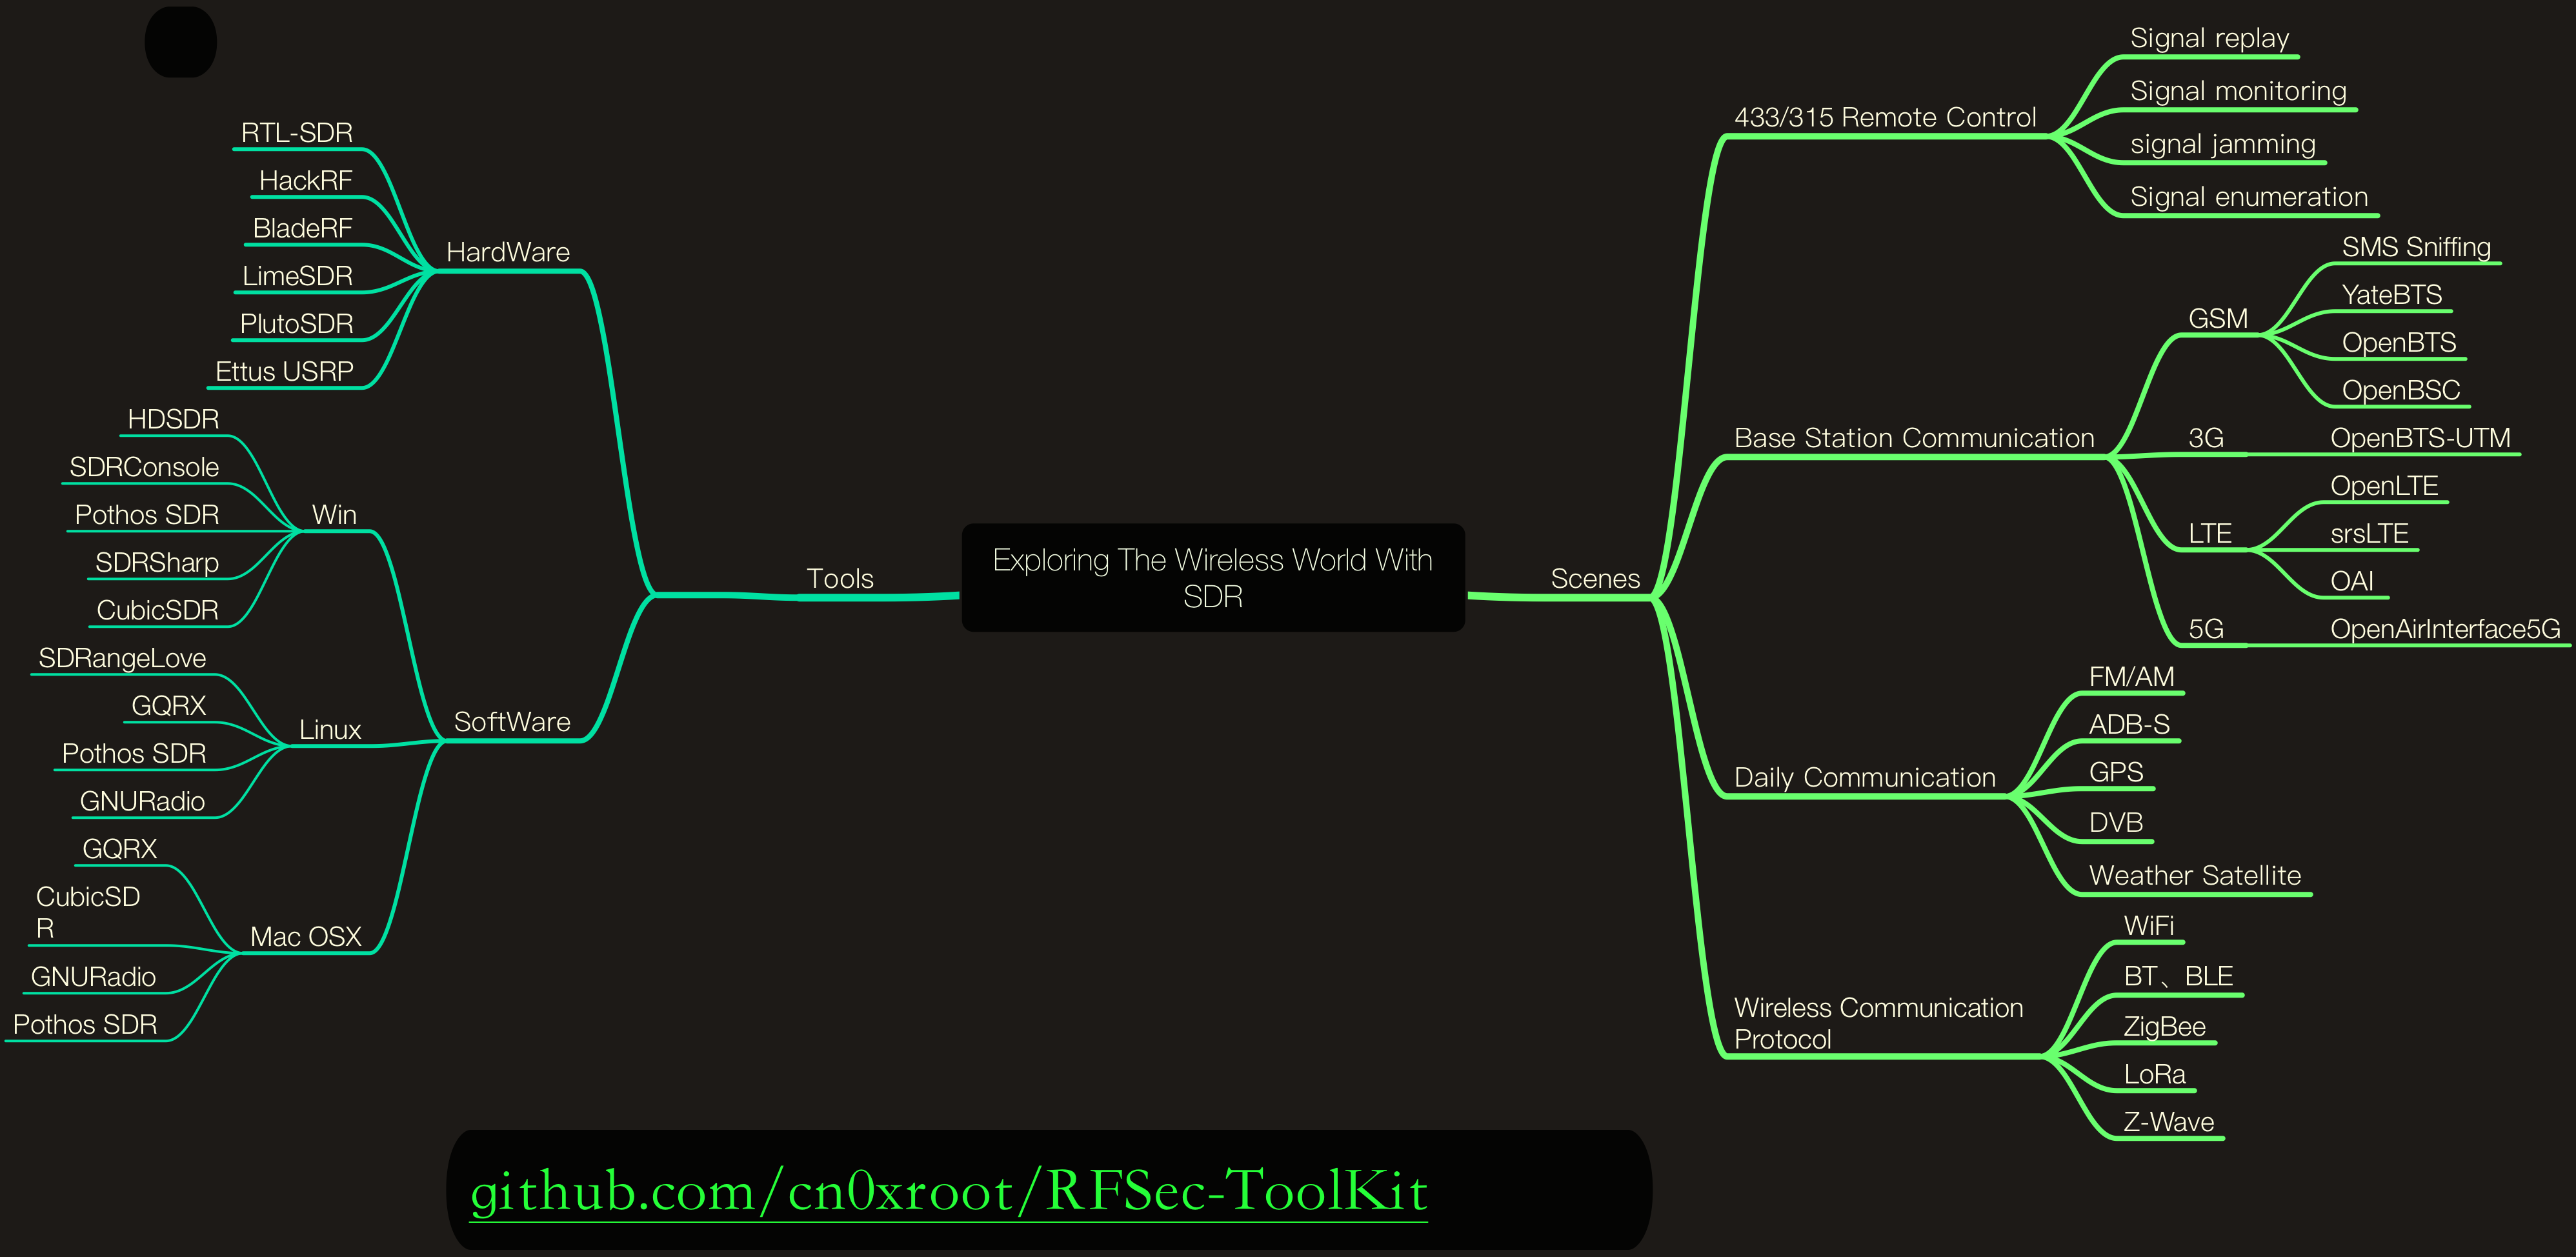 Exploring The Wireless World With
SDR
Tools
HardWare
RTL-SDR
HackRF
BladeRF
LimeSDR
PlutoSDR
Ettus USRP
SoftWare
Win
HDSDR
SDRConsole
Pothos SDR
SDRSharp
CubicSDR
Linux
SDRangeLove
GQRX
Pothos SDR
GNURadio
Mac OSX
GQRX
CubicSD
R
GNURadio
Pothos SDR
Scenes
433/315 Remote Control
Signal replay
Signal monitoring
signal jamming
Signal enumeration
Base Station Communication
GSM
SMS Sniffing
YateBTS
OpenBTS
OpenBSC
3G
OpenBTS-UTM
LTE
OpenLTE
srsLTE
OAI
5G
OpenAirInterface5G
Daily Communication
FM/AM
ADB-S
GPS
DVB
Weather Satellite
Wireless Communication
Protocol
WiFi
BT、BLE
ZigBee
LoRa
Z-Wave
github.com/cn0xroot/RFSec-ToolKit